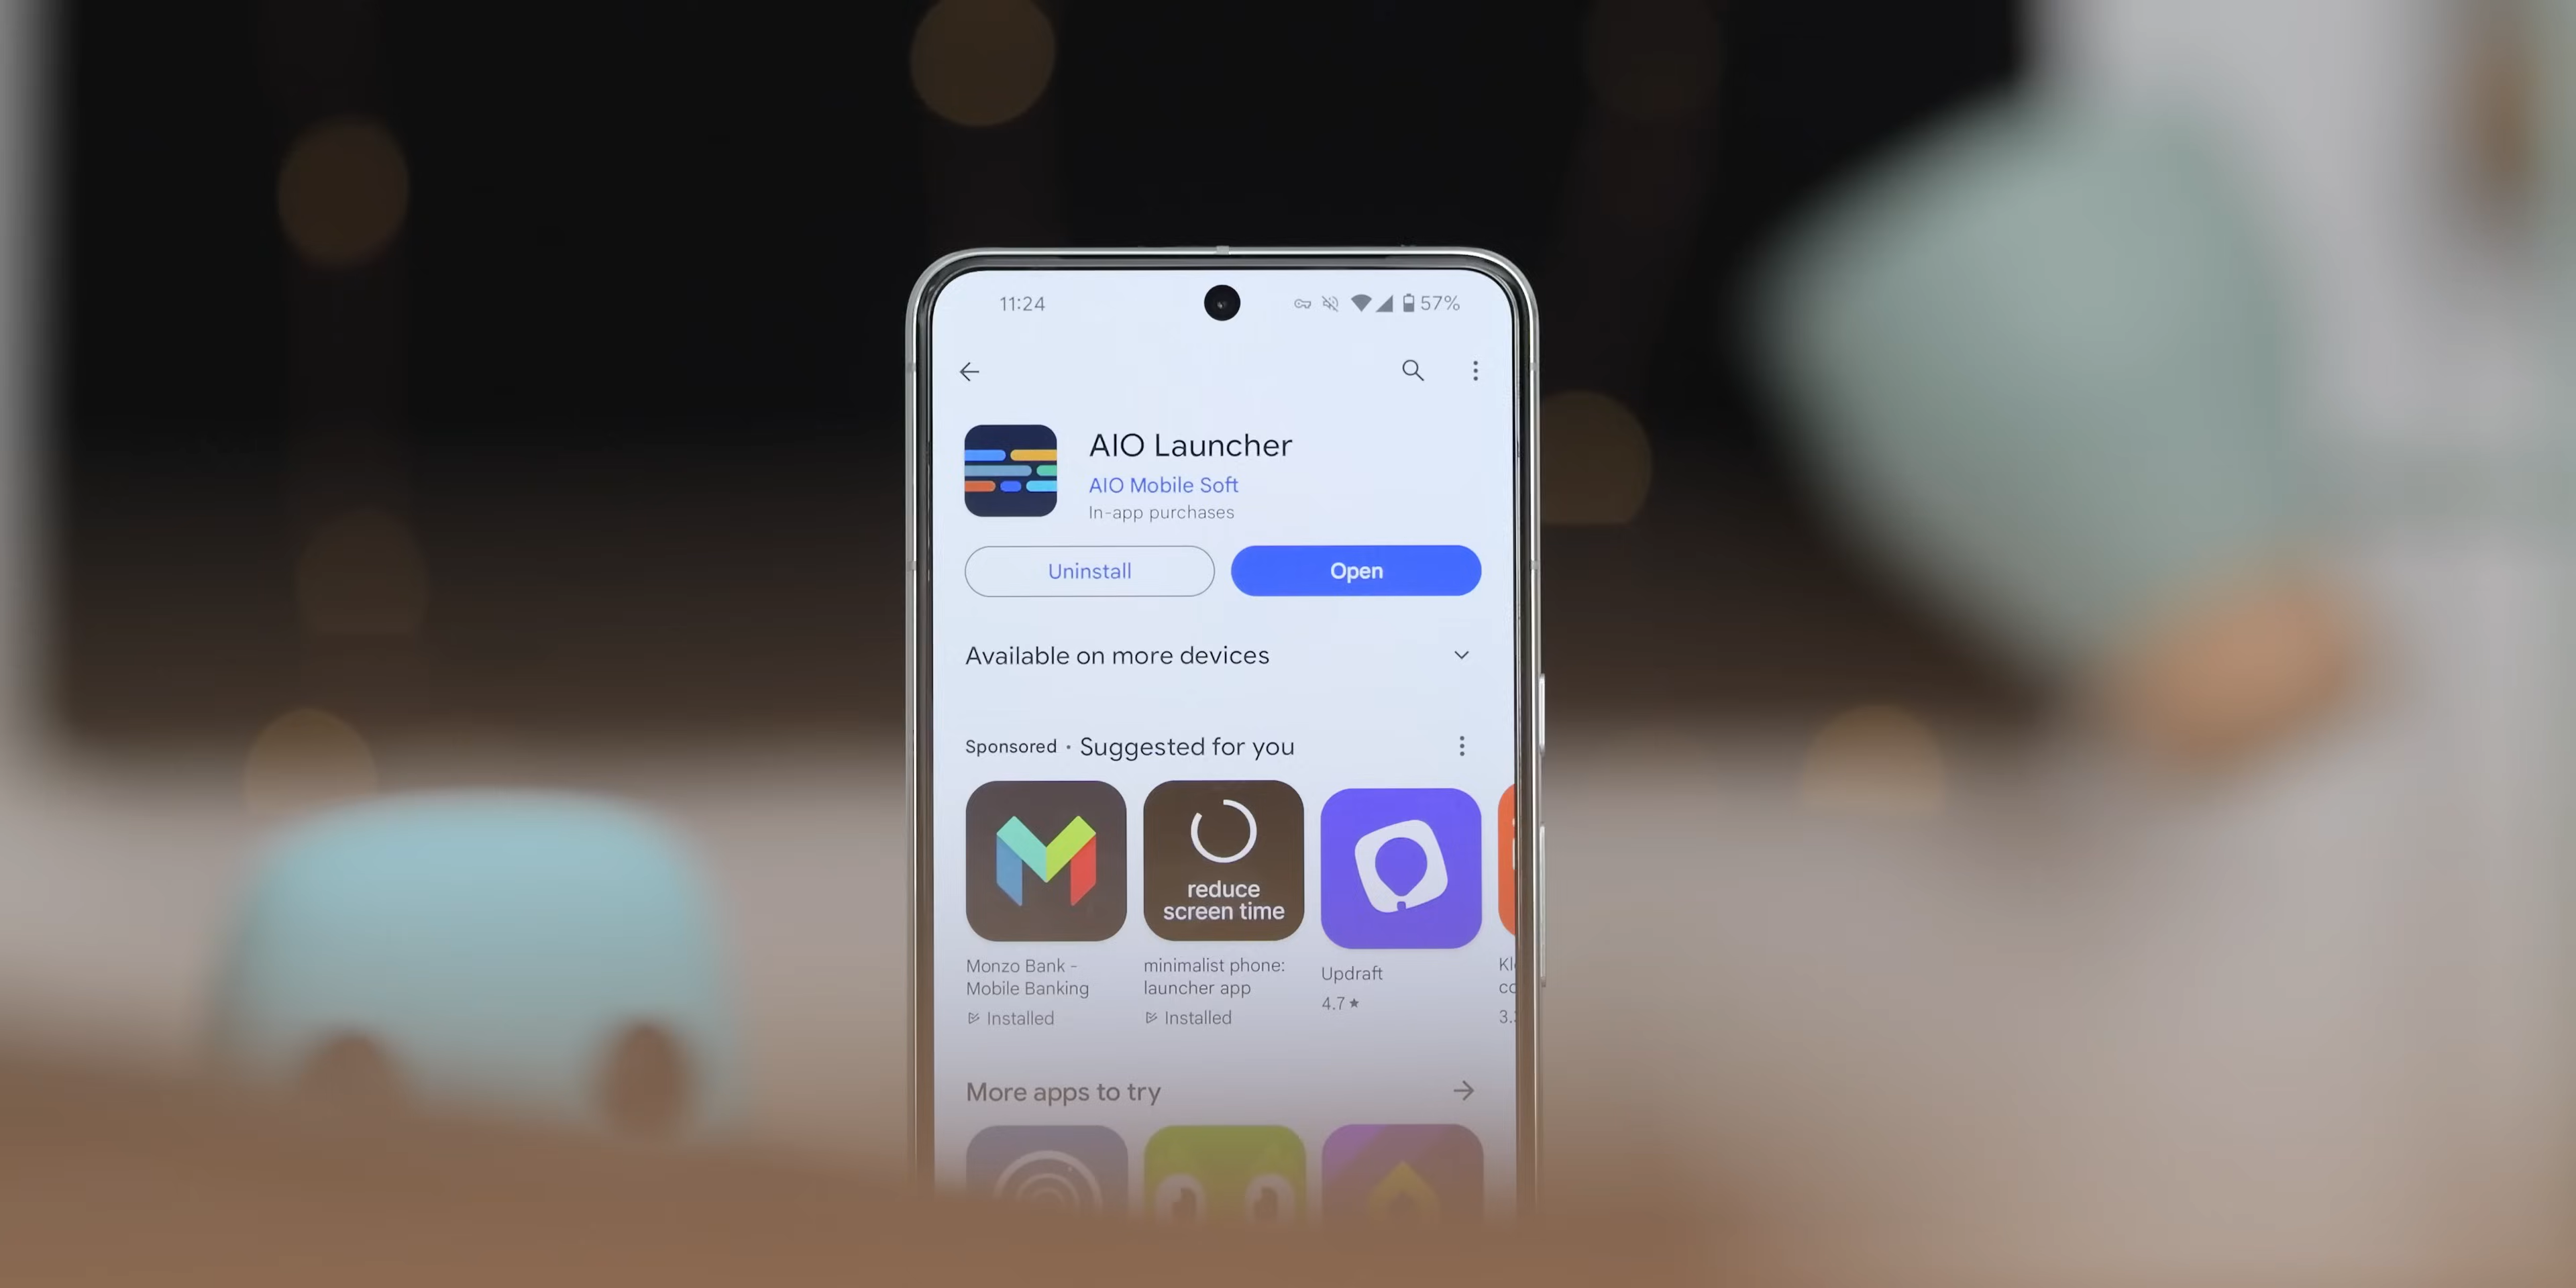 11:24
57%
AIO Launcher
AIO Mobile Soft
In-app purchases
Uninstall
Open
Available on more devices
Sponsored · Suggested for you
reduce
screen time
Monzo Bank -
Mobile Banking
Installed
minimalist phone:
launcher app
Installed
Updraft
4.7★
More apps to try